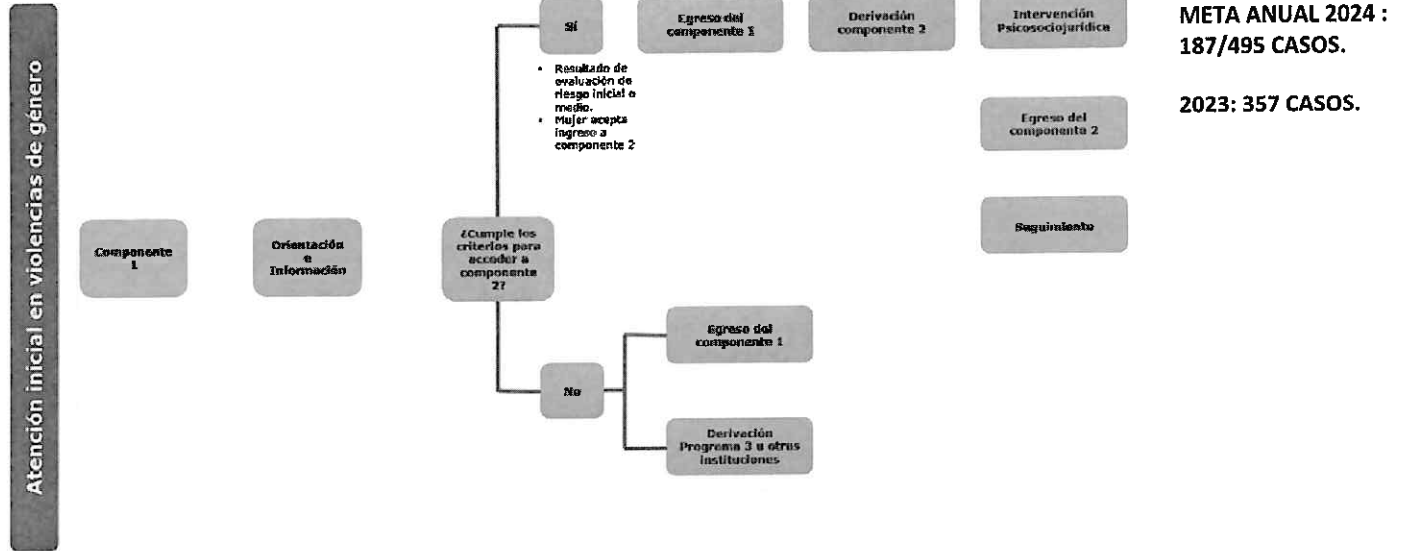 Atención inicial en violencias de género
Componente
1
Orientación
e
Información
¿Cumple los
criterios para
acceder a
componente
2?
Sí
• Resultado de
evaluación de
riesgo inicial o
medio.
• Mujer acepta
ingreso a
componente 2
Egreso del
componente 1
Derivación
componente 2
Intervención
Psicosociojurídica
Egreso del
componente 2
Seguimiento
No
Egreso del
componente 1
Derivación
Programa 3 u otras
instituciones
META ANUAL 2024 :
187/495 CASOS.
2023: 357 CASOS.